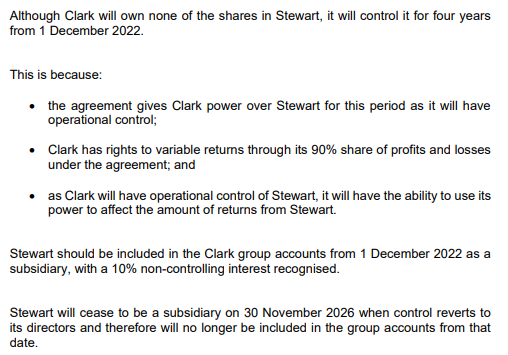 Although Clark will own none of the shares in Stewart, it will control it for four years
from 1 December 2022.
This is because:
• the agreement gives Clark power over Stewart for this period as it will have
operational control;
• Clark has rights to variable returns through its 90% share of profits and losses
under the agreement; and
• as Clark will have operational control of Stewart, it will have the ability to use its
power to affect the amount of returns from Stewart.
Stewart should be included in the Clark group accounts from 1 December 2022 as a
subsidiary, with a 10% non-controlling interest recognised.
Stewart will cease to be a subsidiary on 30 November 2026 when control reverts to
its directors and therefore will no longer be included in the group accounts from that
date.